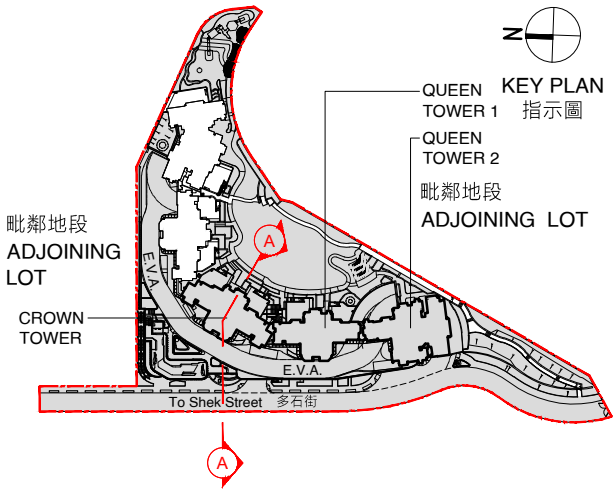 N
KEY PLAN
指示圖
QUEEN
TOWER 1
QUEEN
TOWER 2
毗鄰地段
ADJOINING LOT
毗鄰地段
ADJOINING
LOT
E.V.A.
A
CROWN
TOWER
E.V.A.
To Shek Street 多石街
A